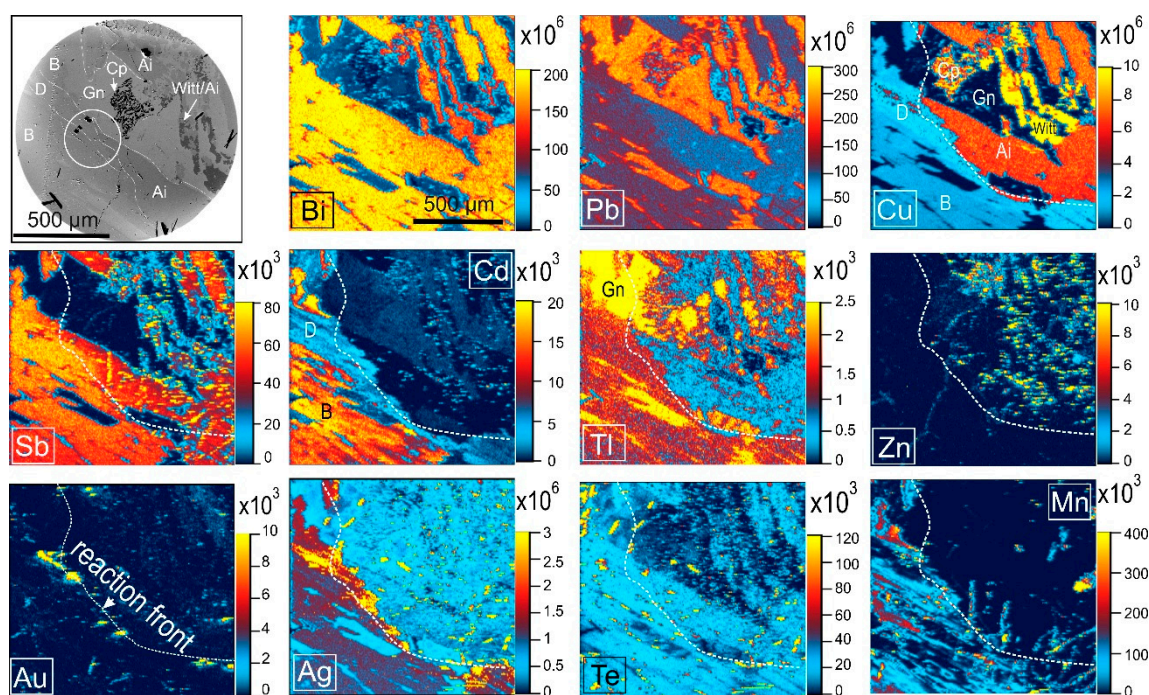 B
Cp
Ai
D
Gn
Witt/Ai
B
Ai
500 µm
x10⁶
200
150
100
50
0
Bi
500 µm
x10⁶
300
250
200
150
100
50
0
Pb
x10⁶
10
8
6
4
2
0
Cp
D
Gn
Witt
Ai
Cu
B
x10³
80
60
40
20
0
Sb
Cd
x10³
20
15
10
5
0
D
B
x10³
2.5
2
1.5
1
0.5
0
Gn
Tl
x10³
10
8
6
4
2
0
Zn
x10³
10
8
6
4
2
0
reaction front
Au
x10⁶
3
2.5
2
1.5
1
0.5
0
Ag
x10³
120
100
80
60
40
20
0
Te
Mn
x10³
400
300
200
100
0